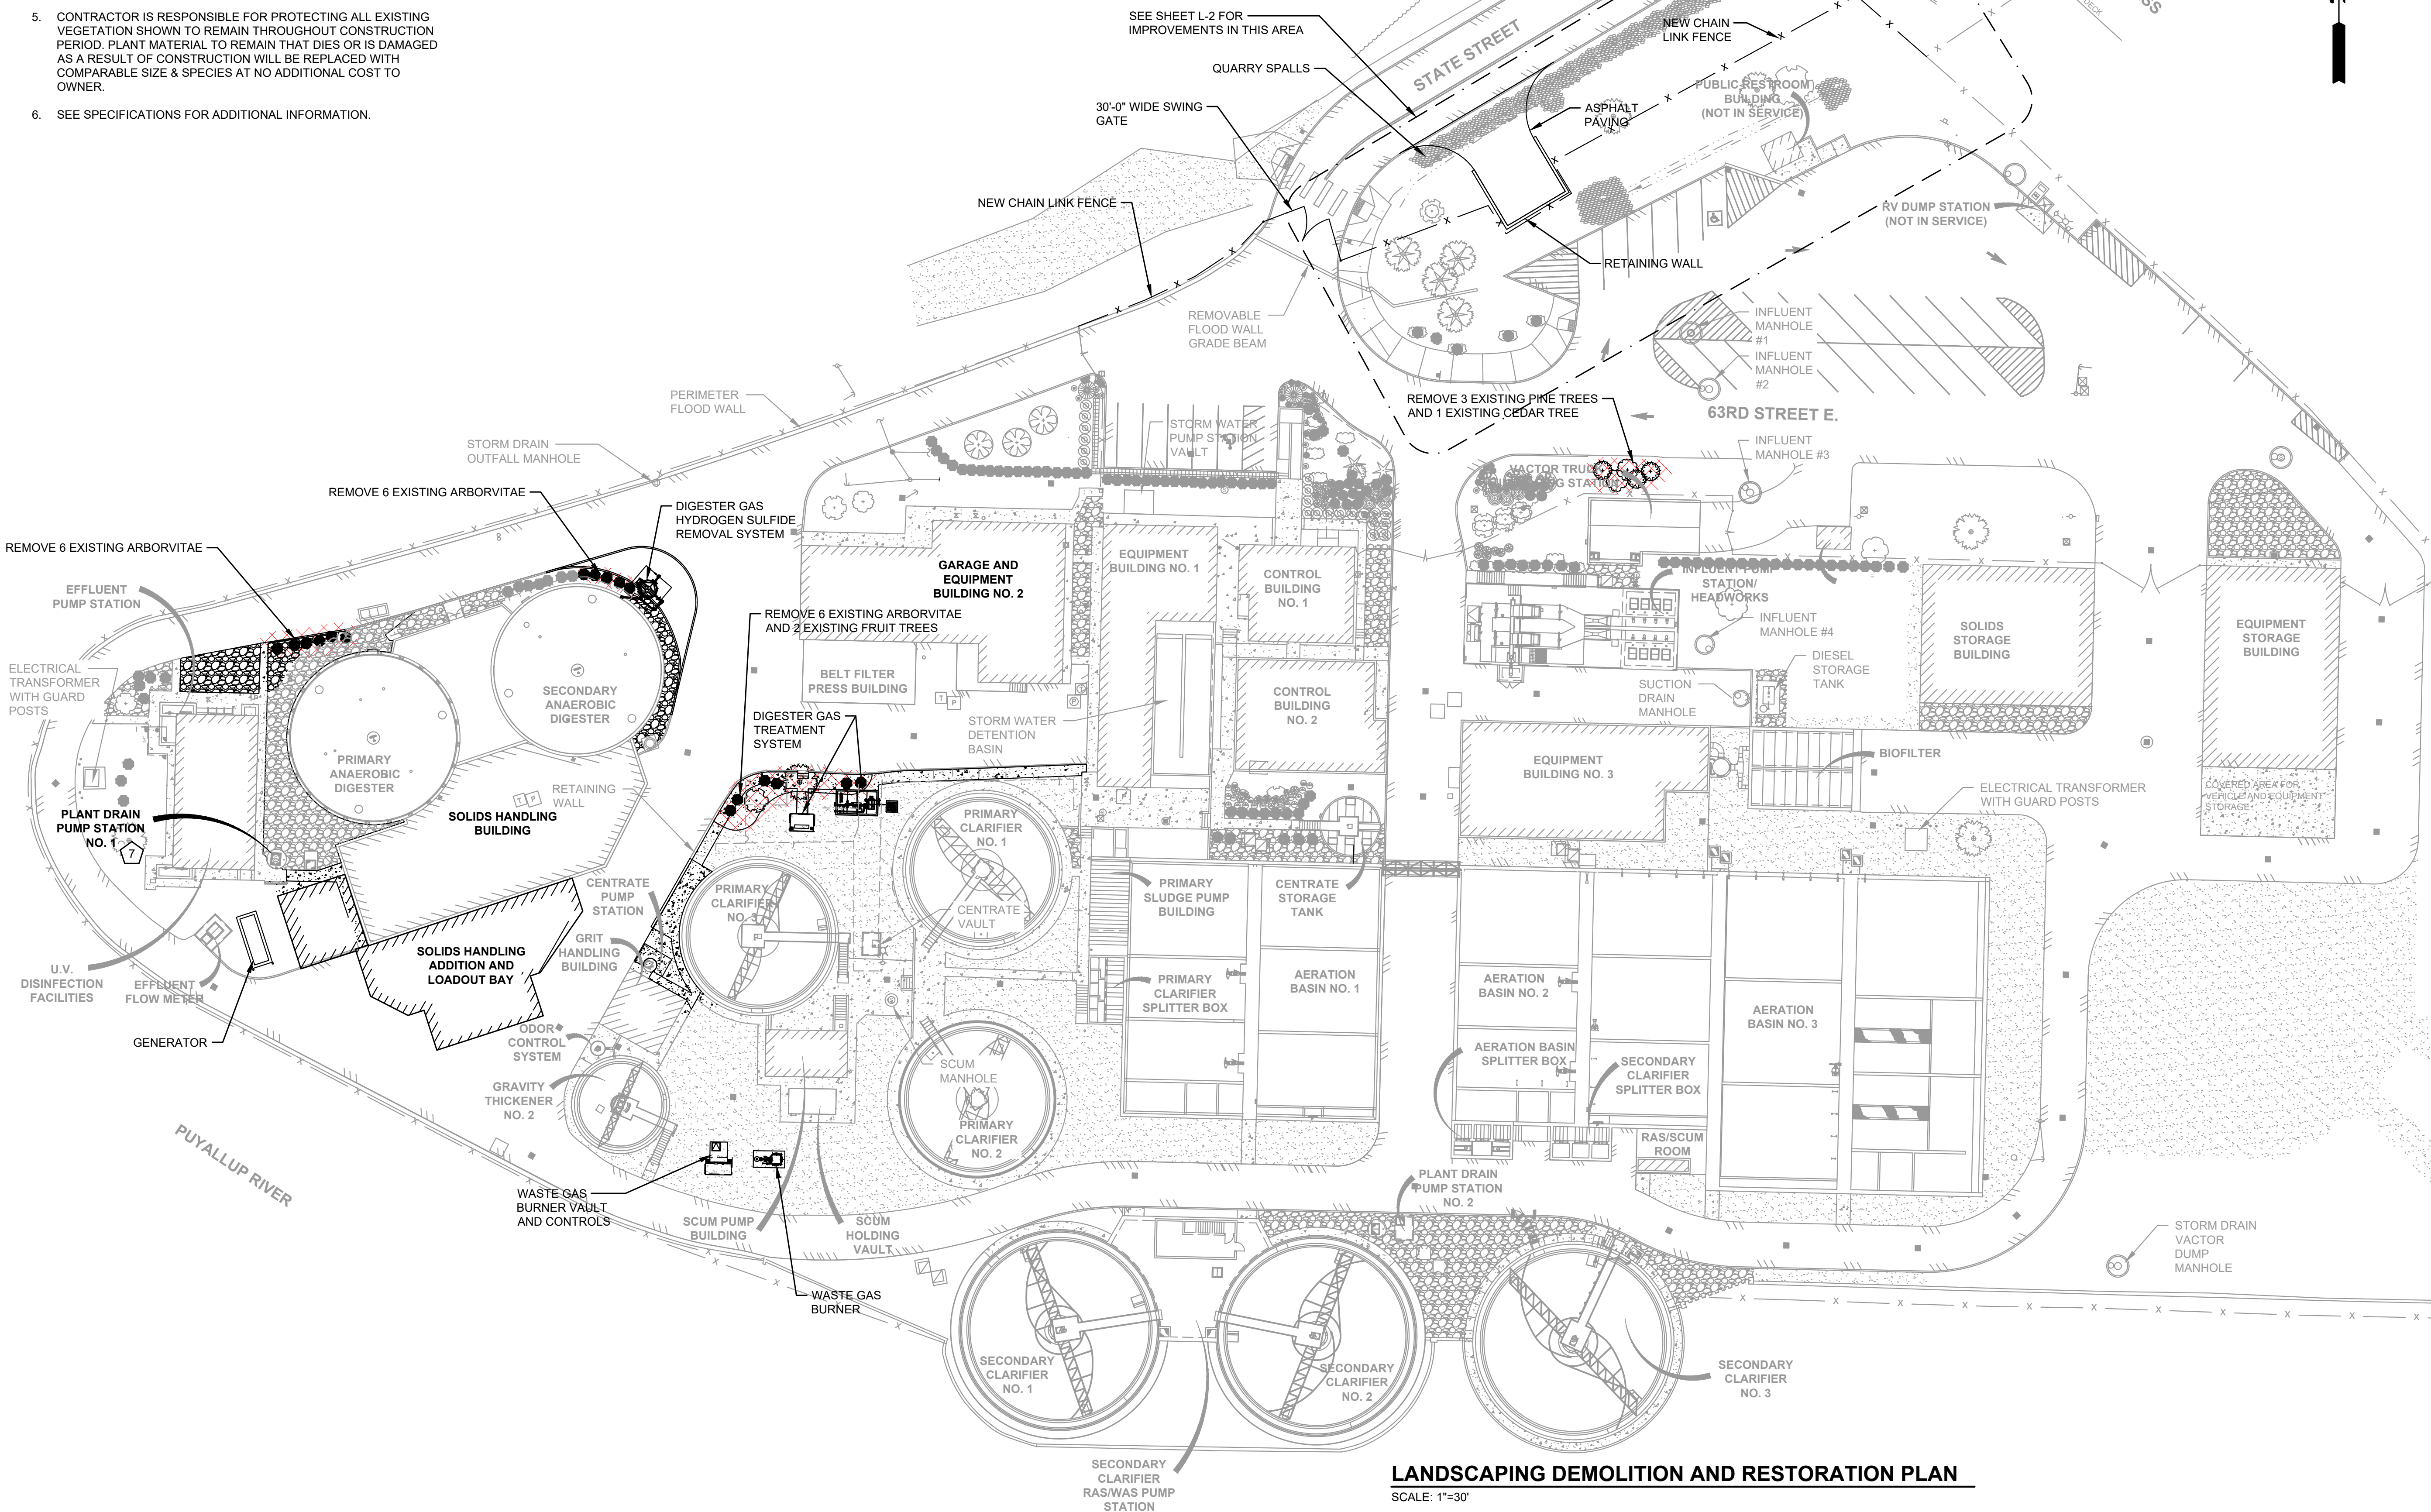 5. CONTRACTOR IS RESPONSIBLE FOR PROTECTING ALL EXISTING
VEGETATION SHOWN TO REMAIN THROUGHOUT CONSTRUCTION
PERIOD. PLANT MATERIAL TO REMAIN THAT DIES OR IS DAMAGED
AS A RESULT OF CONSTRUCTION WILL BE REPLACED WITH
COMPARABLE SIZE & SPECIES AT NO ADDITIONAL COST TO
OWNER.
6. SEE SPECIFICATIONS FOR ADDITIONAL INFORMATION.
SEE SHEET L-2 FOR
IMPROVEMENTS IN THIS AREA
STATE STREET
NEW CHAIN
LINK FENCE
DECK
SS
QUARRY SPALLS
30'-0" WIDE SWING
GATE
ASPHALT
PAVING
PUBLIC RESTROOM
BUILDING
(NOT IN SERVICE)
NEW CHAIN LINK FENCE
RV DUMP STATION
(NOT IN SERVICE)
RETAINING WALL
REMOVABLE
FLOOD WALL
GRADE BEAM
INFLUENT
MANHOLE
#1
INFLUENT
MANHOLE
#2
PERIMETER
FLOOD WALL
REMOVE 3 EXISTING PINE TREES
AND 1 EXISTING CEDAR TREE
63RD STREET E.
STORM DRAIN
OUTFALL MANHOLE
STORM WATER
PUMP STATION
VAULT
INFLUENT
MANHOLE #3
VACTOR TRUCK
STATION
REMOVE 6 EXISTING ARBORVITAE
DIGESTER GAS
HYDROGEN SULFIDE
REMOVAL SYSTEM
REMOVE 6 EXISTING ARBORVITAE
EFFLUENT
PUMP STATION
GARAGE AND
EQUIPMENT
BUILDING NO. 2
EQUIPMENT
BUILDING NO. 1
CONTROL
BUILDING
NO. 1
INFLUENT PUMP
STATION/
HEADWORKS
REMOVE 6 EXISTING ARBORVITAE
AND 2 EXISTING FRUIT TREES
INFLUENT
MANHOLE #4
SOLIDS
STORAGE
BUILDING
EQUIPMENT
STORAGE
BUILDING
ELECTRICAL
TRANSFORMER
WITH GUARD
POSTS
SECONDARY
ANAEROBIC
DIGESTER
BELT FILTER
PRESS BUILDING
T
P
P
CONTROL
BUILDING
NO. 2
DIESEL
STORAGE
TANK
SUCTION
DRAIN
MANHOLE
DIGESTER GAS
TREATMENT
SYSTEM
STORM WATER
DETENTION
BASIN
PRIMARY
ANAEROBIC
DIGESTER
EQUIPMENT
BUILDING NO. 3
BIOFILTER
RETAINING
WALL
T P
ELECTRICAL TRANSFORMER
WITH GUARD POSTS
COVERED AREA FOR
VEHICLE AND EQUIPMENT
STORAGE
PLANT DRAIN
PUMP STATION
NO. 1
7
SOLIDS HANDLING
BUILDING
PRIMARY
CLARIFIER
NO. 1
CENTRATE
PUMP
STATION
PRIMARY
CLARIFIER
NO. 3
PRIMARY
SLUDGE PUMP
BUILDING
CENTRATE
STORAGE
TANK
CENTRATE
VAULT
GRIT
HANDLING
BUILDING
SOLIDS HANDLING
ADDITION AND
LOADOUT BAY
U.V.
DISINFECTION
FACILITIES
EFFLUENT
FLOW METER
PRIMARY
CLARIFIER
SPLITTER BOX
AERATION
BASIN NO. 1
AERATION
BASIN NO. 2
AERATION
BASIN NO. 3
GENERATOR
ODOR
CONTROL
SYSTEM
SCUM
MANHOLE
AERATION BASIN
SPLITTER BOX
SECONDARY
CLARIFIER
SPLITTER BOX
GRAVITY
THICKENER
NO. 2
PRIMARY
CLARIFIER
NO. 2
PUYALLUP RIVER
RAS/SCUM
ROOM
PLANT DRAIN
PUMP STATION
NO. 2
WASTE GAS
BURNER VAULT
AND CONTROLS
SCUM PUMP
BUILDING
SCUM
HOLDING
VAULT
STORM DRAIN
VACTOR
DUMP
MANHOLE
WASTE GAS
BURNER
SECONDARY
CLARIFIER
NO. 1
SECONDARY
CLARIFIER
NO. 2
SECONDARY
CLARIFIER
NO. 3
SECONDARY
CLARIFIER
RAS/WAS PUMP
STATION
LANDSCAPING DEMOLITION AND RESTORATION PLAN
SCALE: 1"=30'